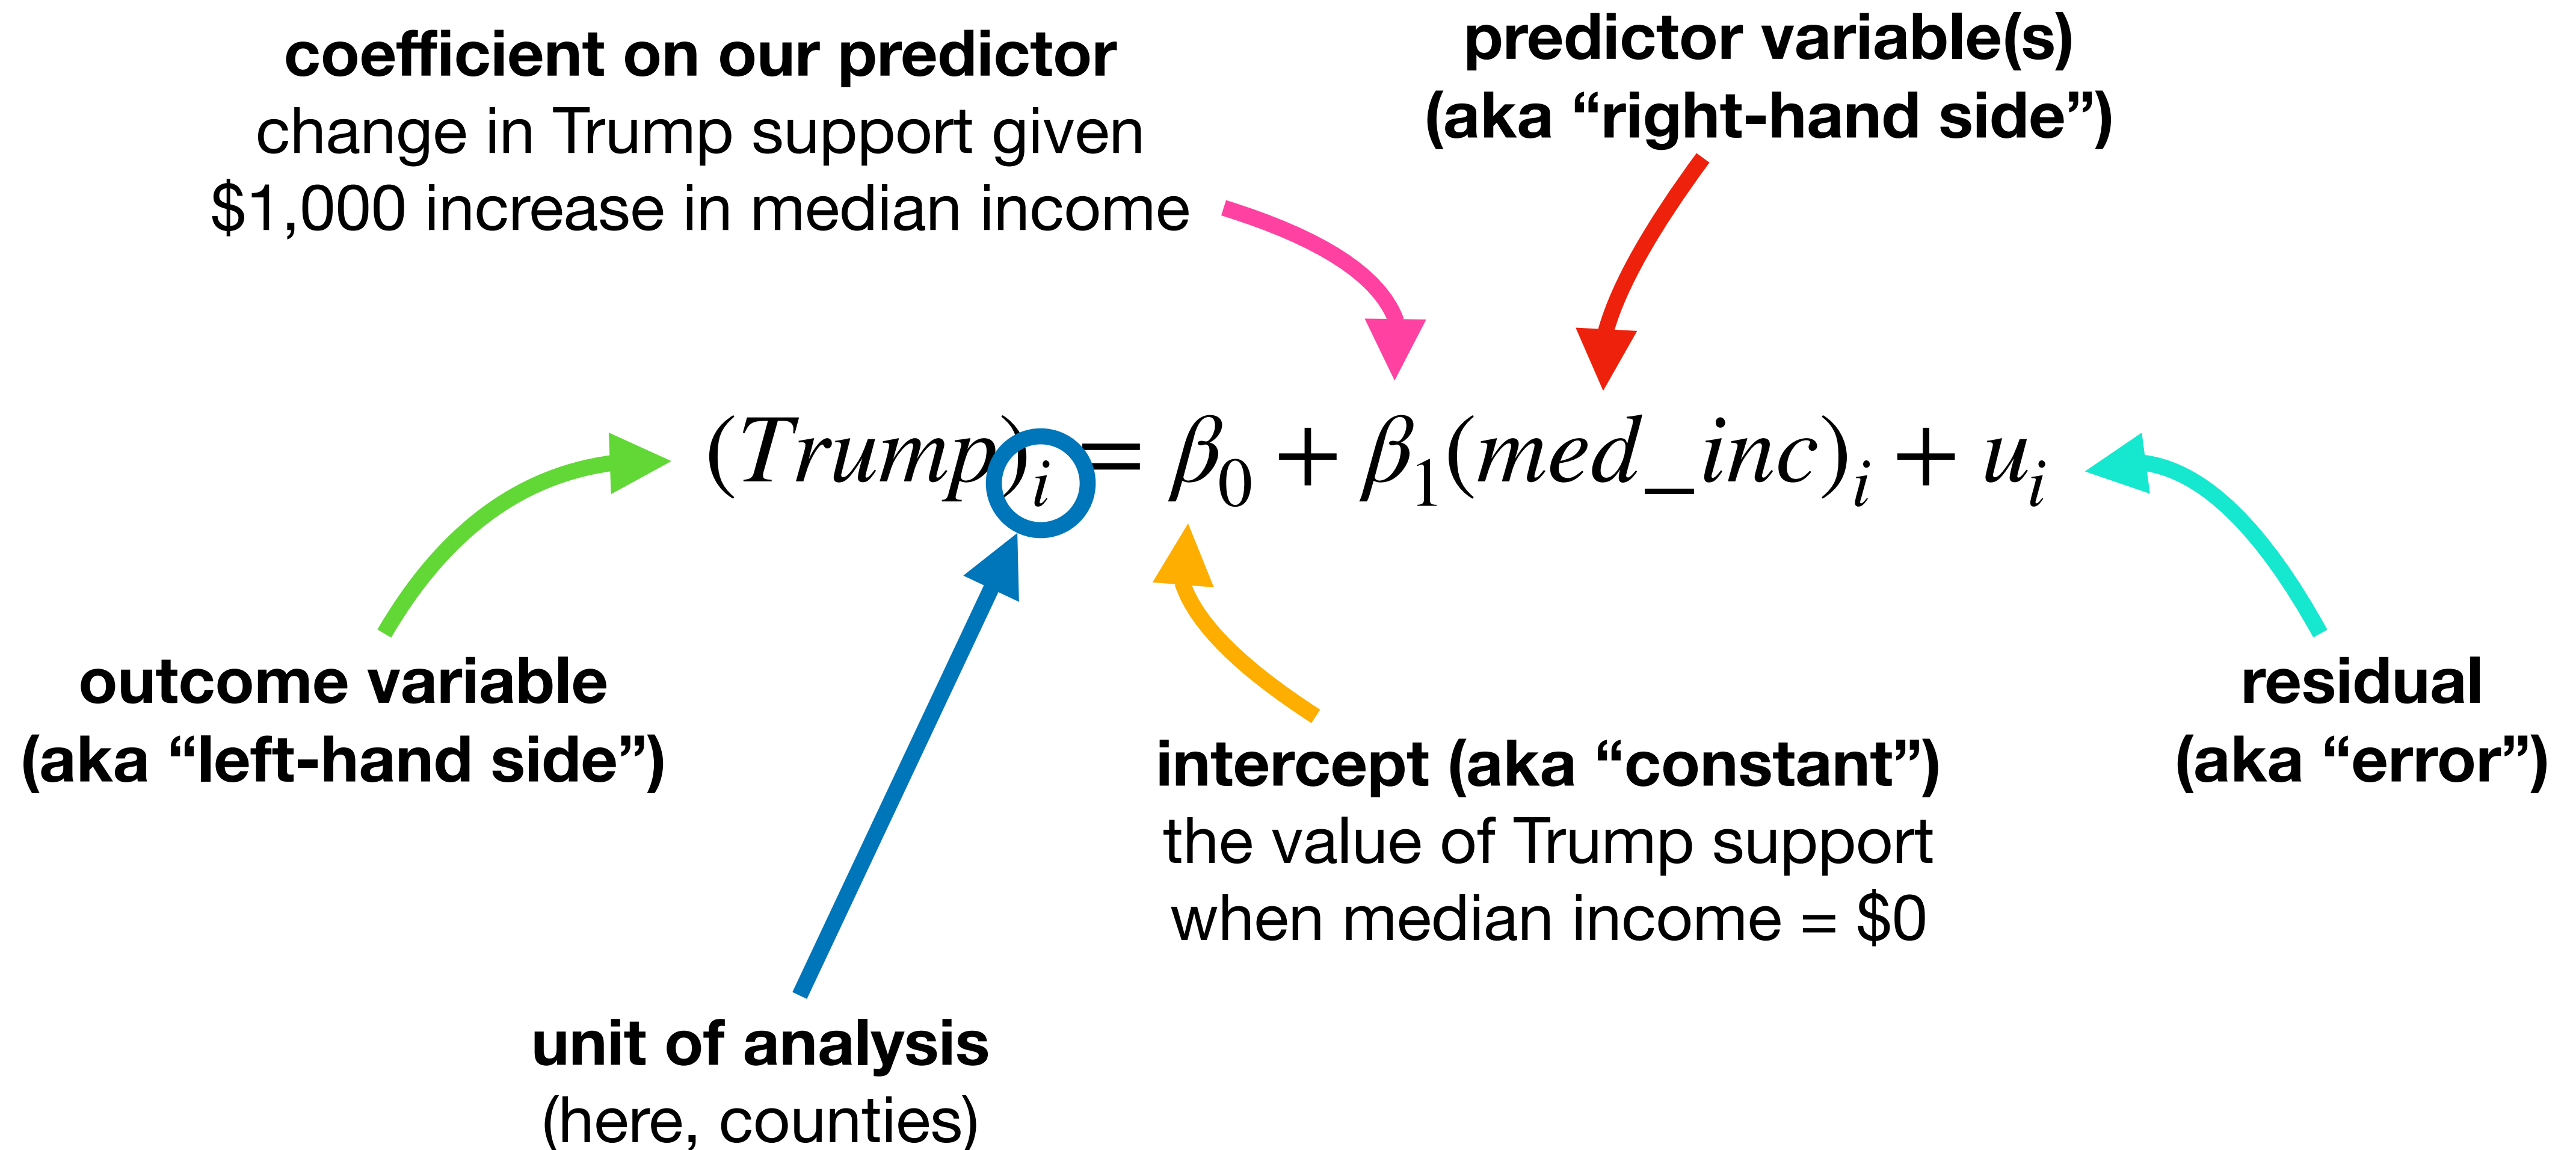 coefficient on our predictor
change in Trump support given
$1,000 increase in median income
predictor variable(s)
(aka “right-hand side”)
(Trump)ᵢ = β₀ + β₁(med_inc)ᵢ + uᵢ
outcome variable
(aka “left-hand side”)
intercept (aka “constant”)
the value of Trump support
when median income = $0
residual
(aka “error”)
unit of analysis
(here, counties)